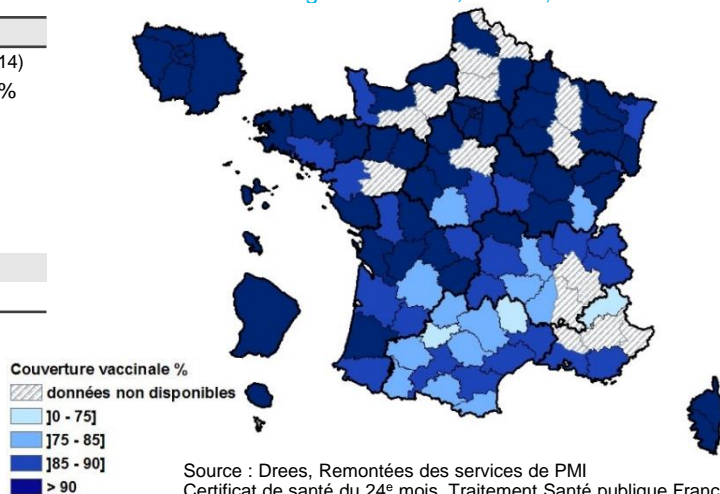 14)
%
Couverture vaccinale %
données non disponibles
]0 - 75]
]75 - 85]
]85 - 90]
> 90
Source : Drees, Remontées des services de PMI
Certificat de santé du 24e mois. Traitement Santé publique Franc